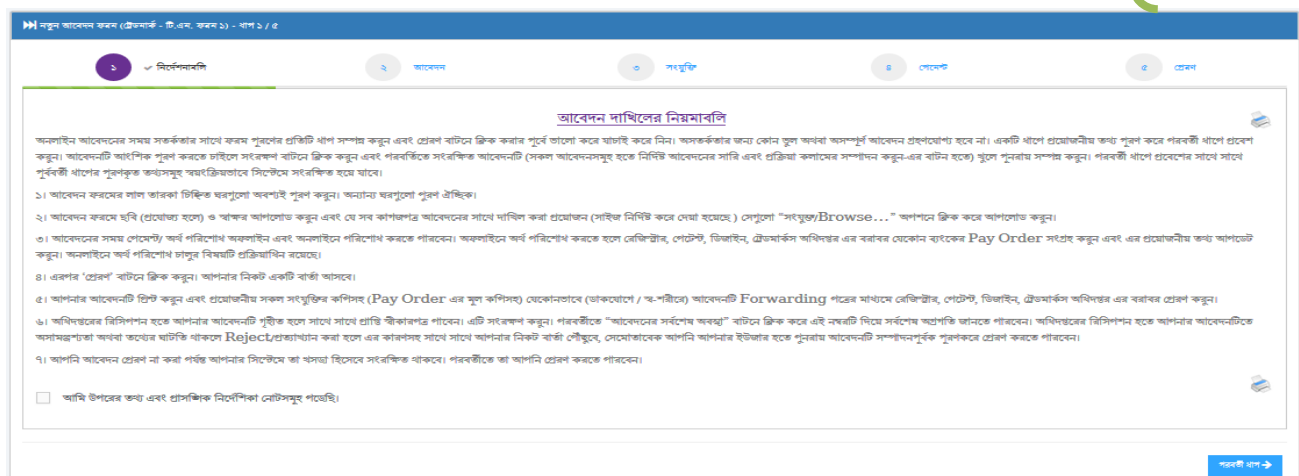 নতুন আবেদন ফরম (ট্রেডমার্ক - টি.এম. ফরম ১) - ধাপ ১ / ৫
১ নির্দেশনাবলি
২ আবেদন
৩ সংযুক্তি
৪ পেমেন্ট
৫ প্রেরণ
আবেদন দাখিলের নিয়মাবলি
অনলাইন আবেদনের সময় সতর্কতার সাথে ফরম পুরণের প্রতিটি ধাপ সম্পন্ন করুন এবং প্রেরণ বাটনে ক্লিক করার পূর্বে ভালো করে যাচাই করে নিন। অসতর্কতার জন্য কোন ভুল অথবা অসম্পূর্ণ আবেদন গ্রহণযোগ্য হবে না। একটি ধাপে প্রয়োজনীয় তথ্য পুরণ করে পরবর্তী ধাপে প্রবেশ
করুন। আবেদনটি আংশিক পুরণ করতে চাইলে সংরক্ষণ বাটনে ক্লিক করুন এবং পরবর্তিতে সংরক্ষিত আবেদনটি (সকল আবেদনসমূহ হতে নির্দিষ্ট আবেদনের সারি এবং প্রক্রিয়া কলামের সম্পাদন করুন-এর বাটন হতে) খুলে পুনরায় সম্পন্ন করুন। পরবর্তী ধাপে প্রবেশের সাথে সাথে
পূর্ববর্তী ধাপের পুরণকৃত তথ্যসমূহ স্বয়ংক্রিয়ভাবে সিস্টেমে সংরক্ষিত হয়ে যাবে।
১। আবেদন ফরমের লাল তারকা চিহ্নিত ঘরগুলো অবশ্যই পুরণ করুন। অন্যান্য ঘরগুলো পুরণ ঐচ্ছিক।
২। আবেদন ফরমে ছবি (প্রযোজ্য হলে) ও স্বাক্ষর আপলোড করুন এবং যে সব কাগজপত্র আবেদনের সাথে দাখিল করা প্রয়োজন (সাইজ নির্দিষ্ট করে দেয়া হয়েছে ) সেগুলো “সংযুক্ত/Browse...” অপশনে ক্লিক করে আপলোড করুন।
৩। আবেদনের সময় পেমেন্ট/ অর্থ পরিশোধ অফলাইন এবং অনলাইনে পরিশোধ করতে পারবেন। অফলাইনে অর্থ পরিশোধ করতে হলে রেজিস্ট্রার, পেটেন্ট, ডিজাইন, ট্রেডমার্কস অধিদপ্তর এর বরাবর যেকোন ব্যংকের Pay Order সংগ্রহ করুন এবং এর প্রয়োজনীয় তথ্য আপডেট
করুন। অনলাইনে অর্থ পরিশোধ চালুর বিষয়টি প্রক্রিয়াধিন রয়েছে।
৪। এরপর ‘প্রেরণ’ বাটনে ক্লিক করুন। আপনার নিকট একটি বার্তা আসবে।
৫। আপনার আবেদনটি প্রিন্ট করুন এবং প্রয়োজনীয় সকল সংযুক্তির কপিসহ (Pay Order এর মূল কপিসহ) যেকোনভাবে (ডাকযোগে / স্ব-শরীরে) আবেদনটি Forwarding পত্রের মাধ্যমে রেজিস্ট্রার, পেটেন্ট, ডিজাইন, ট্রেডমার্কস অধিদপ্তর এর বরাবর প্রেরণ করুন।
৬। অধিদপ্তরের রিসিপশন হতে আপনার আবেদনটি গৃহীত হলে সাথে সাথে প্রাপ্তি স্বীকারপত্র পাবেন। এটি সংরক্ষণ করুন। পরবর্তীতে “আবেদনের সর্বশেষ অবস্থা” বাটনে ক্লিক করে এই নম্বরটি দিয়ে সর্বশেষ অগ্রগতি জানতে পারবেন। অধিদপ্তরের রিসিপশন হতে আপনার আবেদনটিতে
অসামঞ্জস্যতা অথবা তথ্যের ঘাটতি থাকলে Reject/প্রত্যাখ্যান করা হলে এর কারণসহ সাথে সাথে আপনার নিকট বার্তা পৌঁছুবে, সেমোতাবেক আপনি আপনার ইউজার হতে পুনরায় আবেদনটি সম্পাদনপূর্বক পুরণকরে প্রেরণ করতে পারবেন।
৭। আপনি আবেদন প্রেরণ না করা পর্যন্ত আপনার সিস্টেমে তা খসড়া হিসেবে সংরক্ষিত থাকবে। পরবর্তীতে তা আপনি প্রেরণ করতে পারবেন।
আমি উপরের তথ্য এবং প্রাসঙ্গিক নির্দেশিকা নোটসমূহ পড়েছি।
পরবর্তী ধাপ